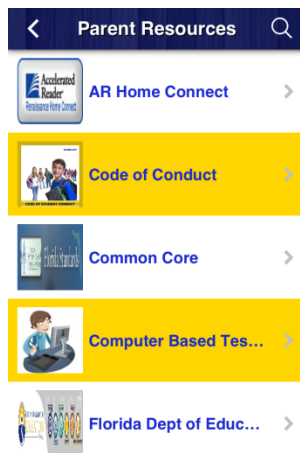 Parent Resources
Accelerated
Reader
Renaissance Home Connect
AR Home Connect
CODE OF STUDENT CONDUCT
Code of Conduct
Florida Standards
Common Core
Computer Based Tes...
EDUCATION
Florida Dept of Educ...